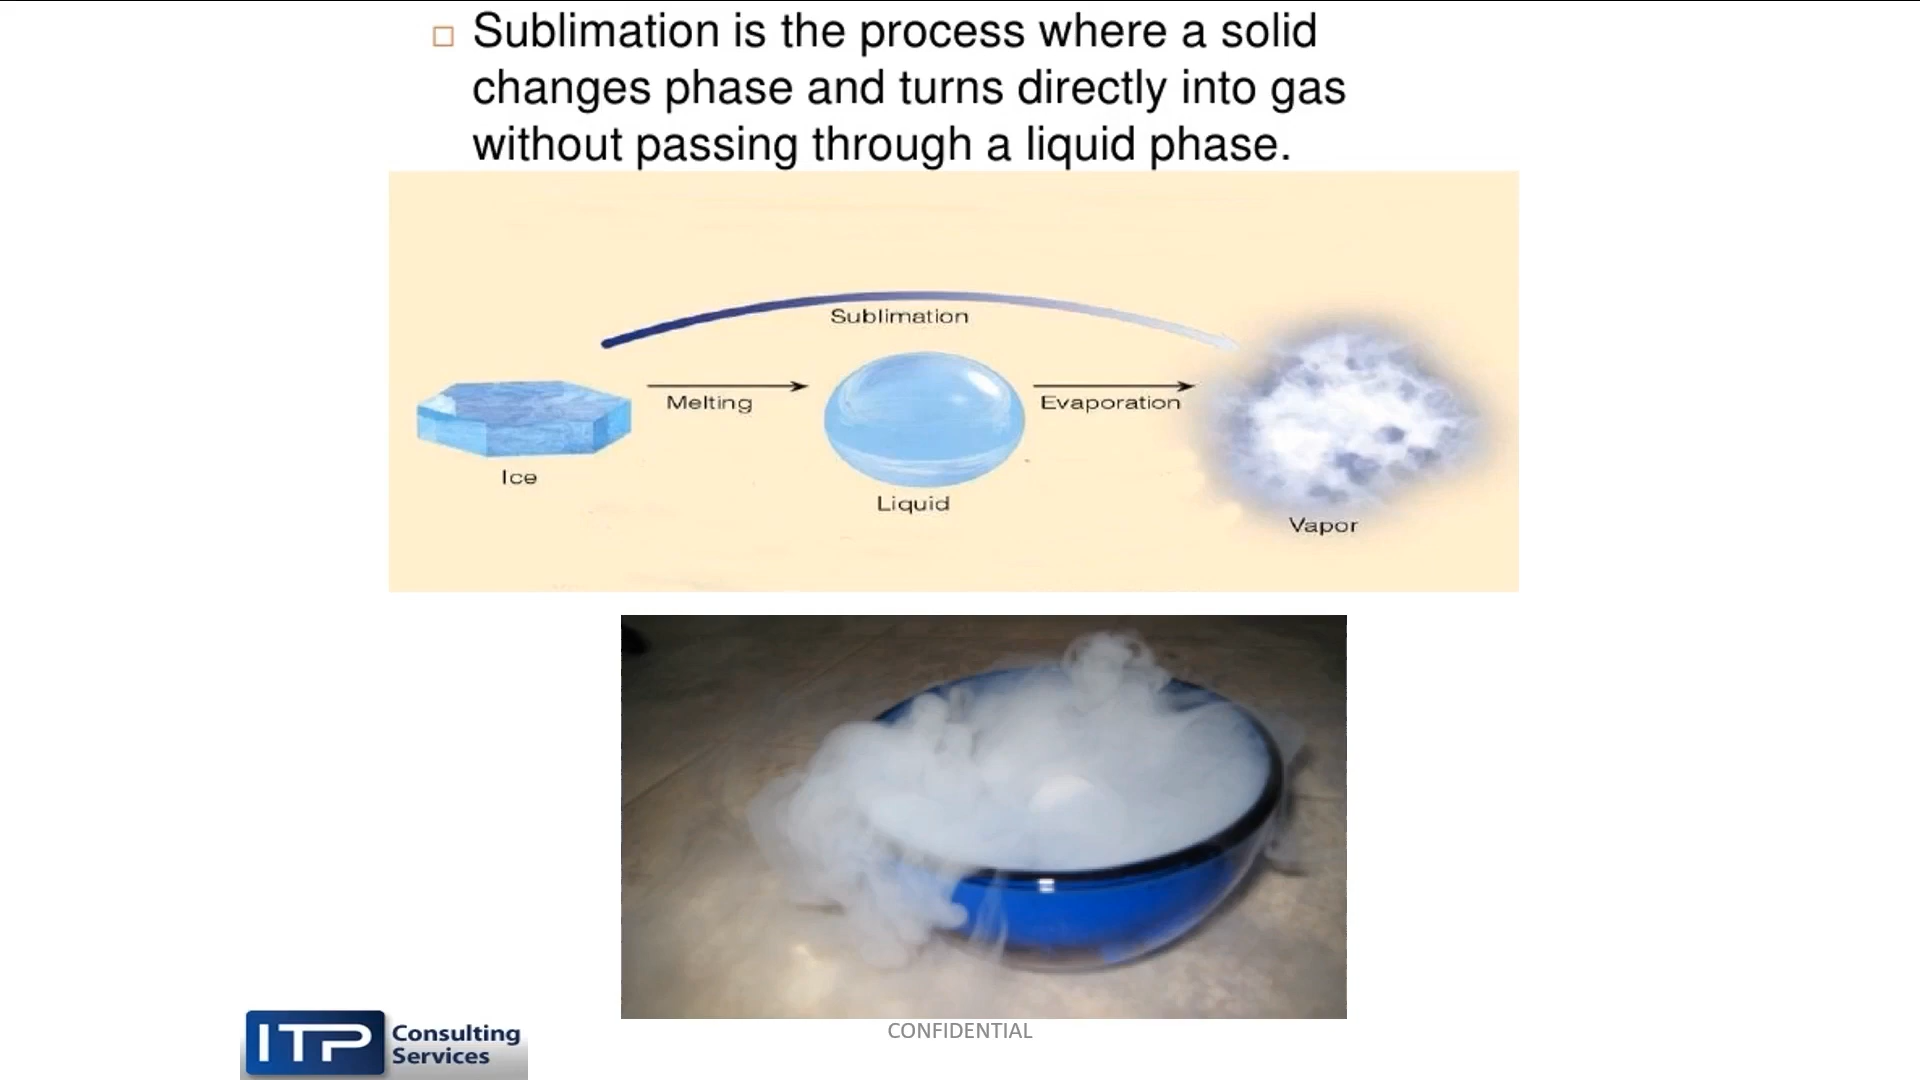 Sublimation is the process where a solid
changes phase and turns directly into gas
without passing through a liquid phase.
Sublimation
Melting
Evaporation
Ice
Liquid
Vapor
ITP Consulting
Services
CONFIDENTIAL